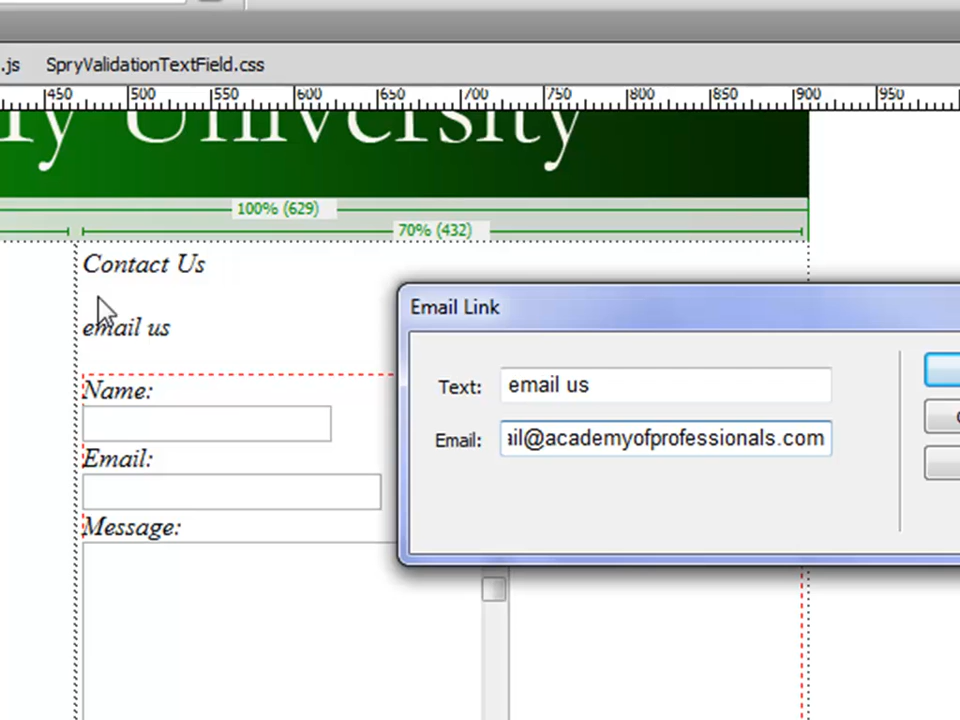 .js SpryValidationTextField.css
450 500 550 600 650 700 750 800 850 900 950
y University
100% (629)
70% (432)
Contact Us
email us
Name:
Email:
Message:
Email Link
Text: email us
Email: ail@academyofprofessionals.com